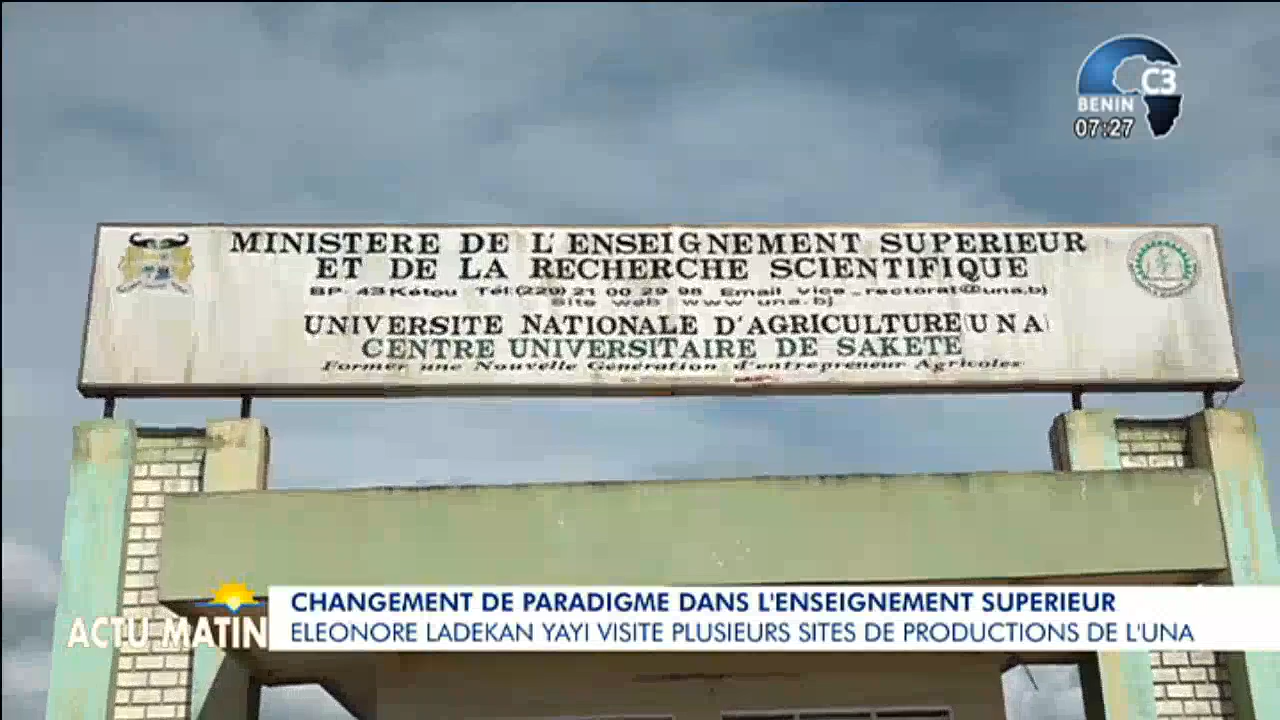 C3
BENIN
07:27
MINISTERE DE L'ENSEIGNEMENT SUPERIEUR
ET DE LA RECHERCHE SCIENTIFIQUE
BP- 43 Kétou Tél:(229) 21 00 29 98 Email vice_rectorat@una.bj
Site web www una.bj
UNIVERSITE NATIONALE D'AGRICULTURE(UNA)
CENTRE UNIVERSITAIRE DE SAKETE
Former une Nouvelle Génération d'entrepreneur Agricoles
ACTU MATIN
CHANGEMENT DE PARADIGME DANS L'ENSEIGNEMENT SUPERIEUR
ELEONORE LADEKAN YAYI VISITE PLUSIEURS SITES DE PRODUCTIONS DE L'UNA